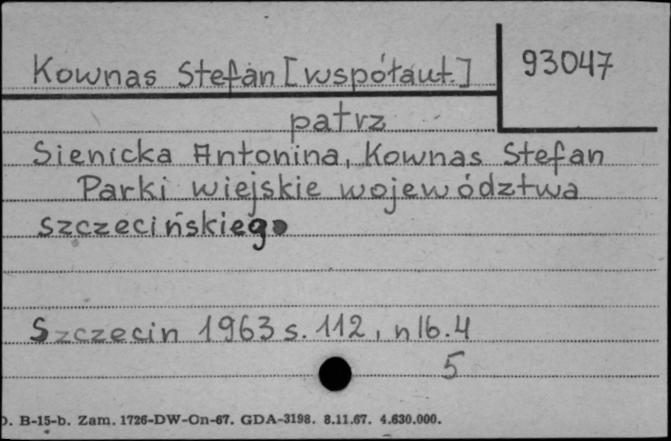 Kownas Stefan [współaut.]
93047
patrz
Sienicka Antonina, Kownas Stefan
Parki wiejskie województwa
szczecińskiego
Szczecin 1963 s. 112, nlb. 4
5
B-15-b. Zam. 1726-DW-On-67. GDA-3198. 8.11.67. 4.630.000.